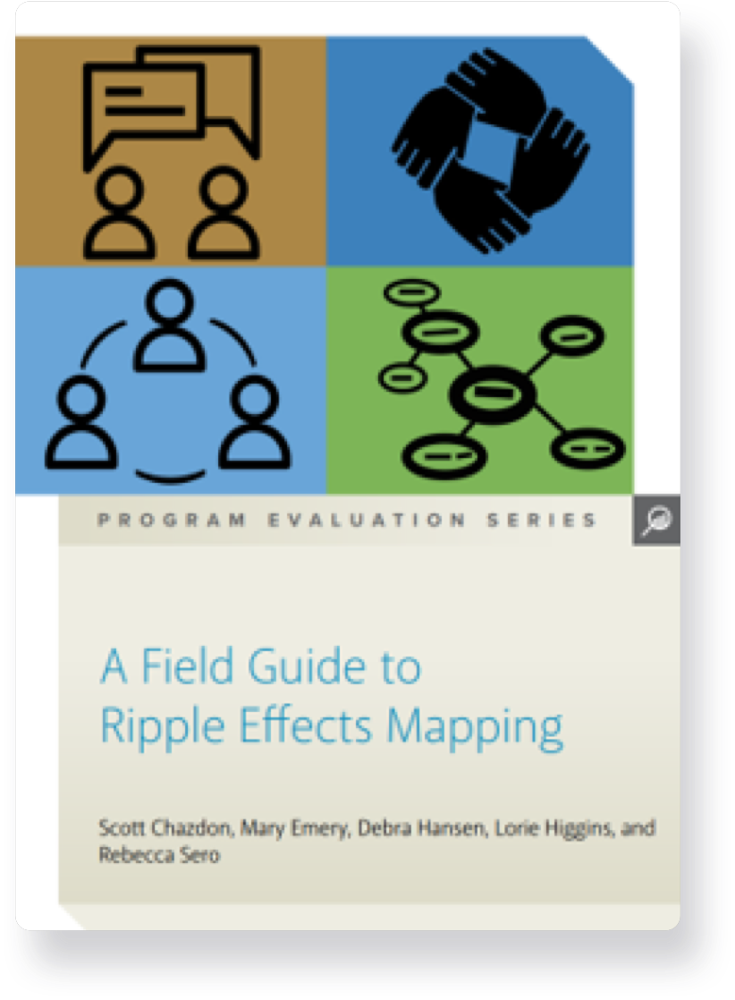 PROGRAM EVALUATION SERIES
A Field Guide to
Ripple Effects Mapping
Scott Chazdon, Mary Emery, Debra Hansen, Lorie Higgins, and
Rebecca Sero